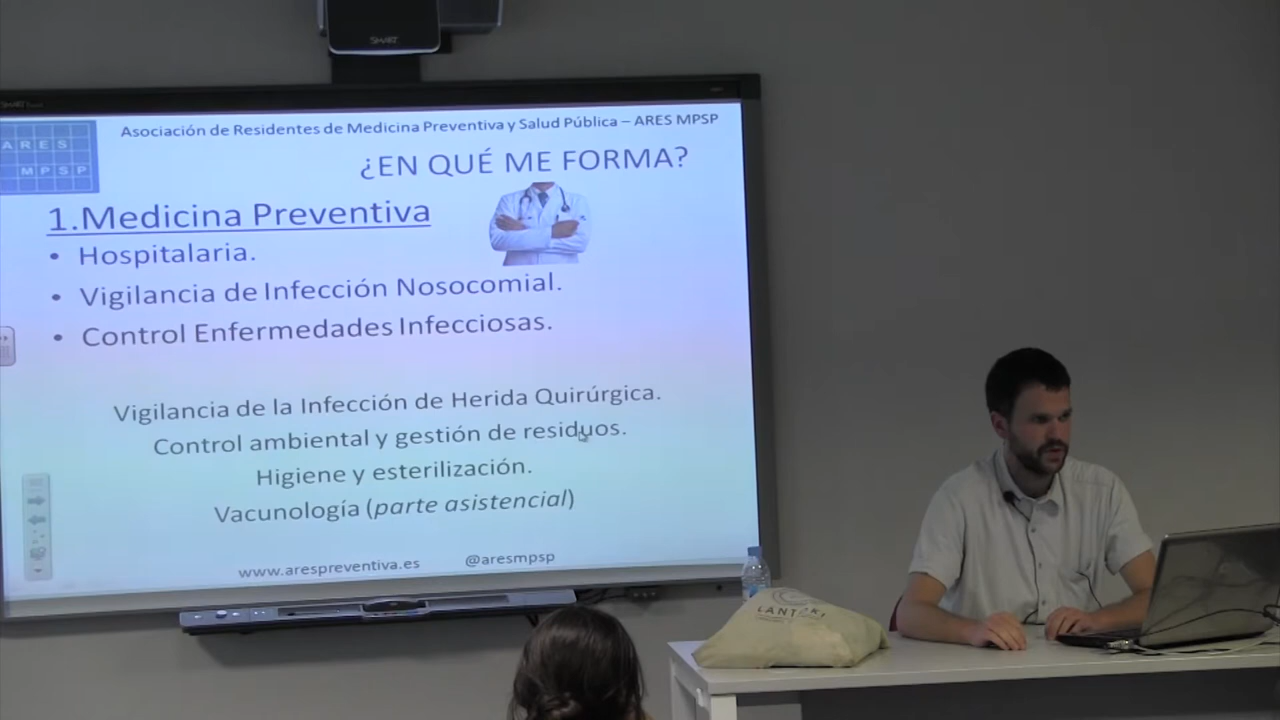 SMART
Asociación de Residentes de Medicina Preventiva y Salud Pública – ARES MPSP
ARES
MPSP
¿EN QUÉ ME FORMA?
1.Medicina Preventiva
• Hospitalaria.
• Vigilancia de Infección Nosocomial.
• Control Enfermedades Infecciosas.
Vigilancia de la Infección de Herida Quirúrgica.
Control ambiental y gestión de residuos.
Higiene y esterilización.
Vacunología (parte asistencial)
www.arespreventiva.es @aresmpsp